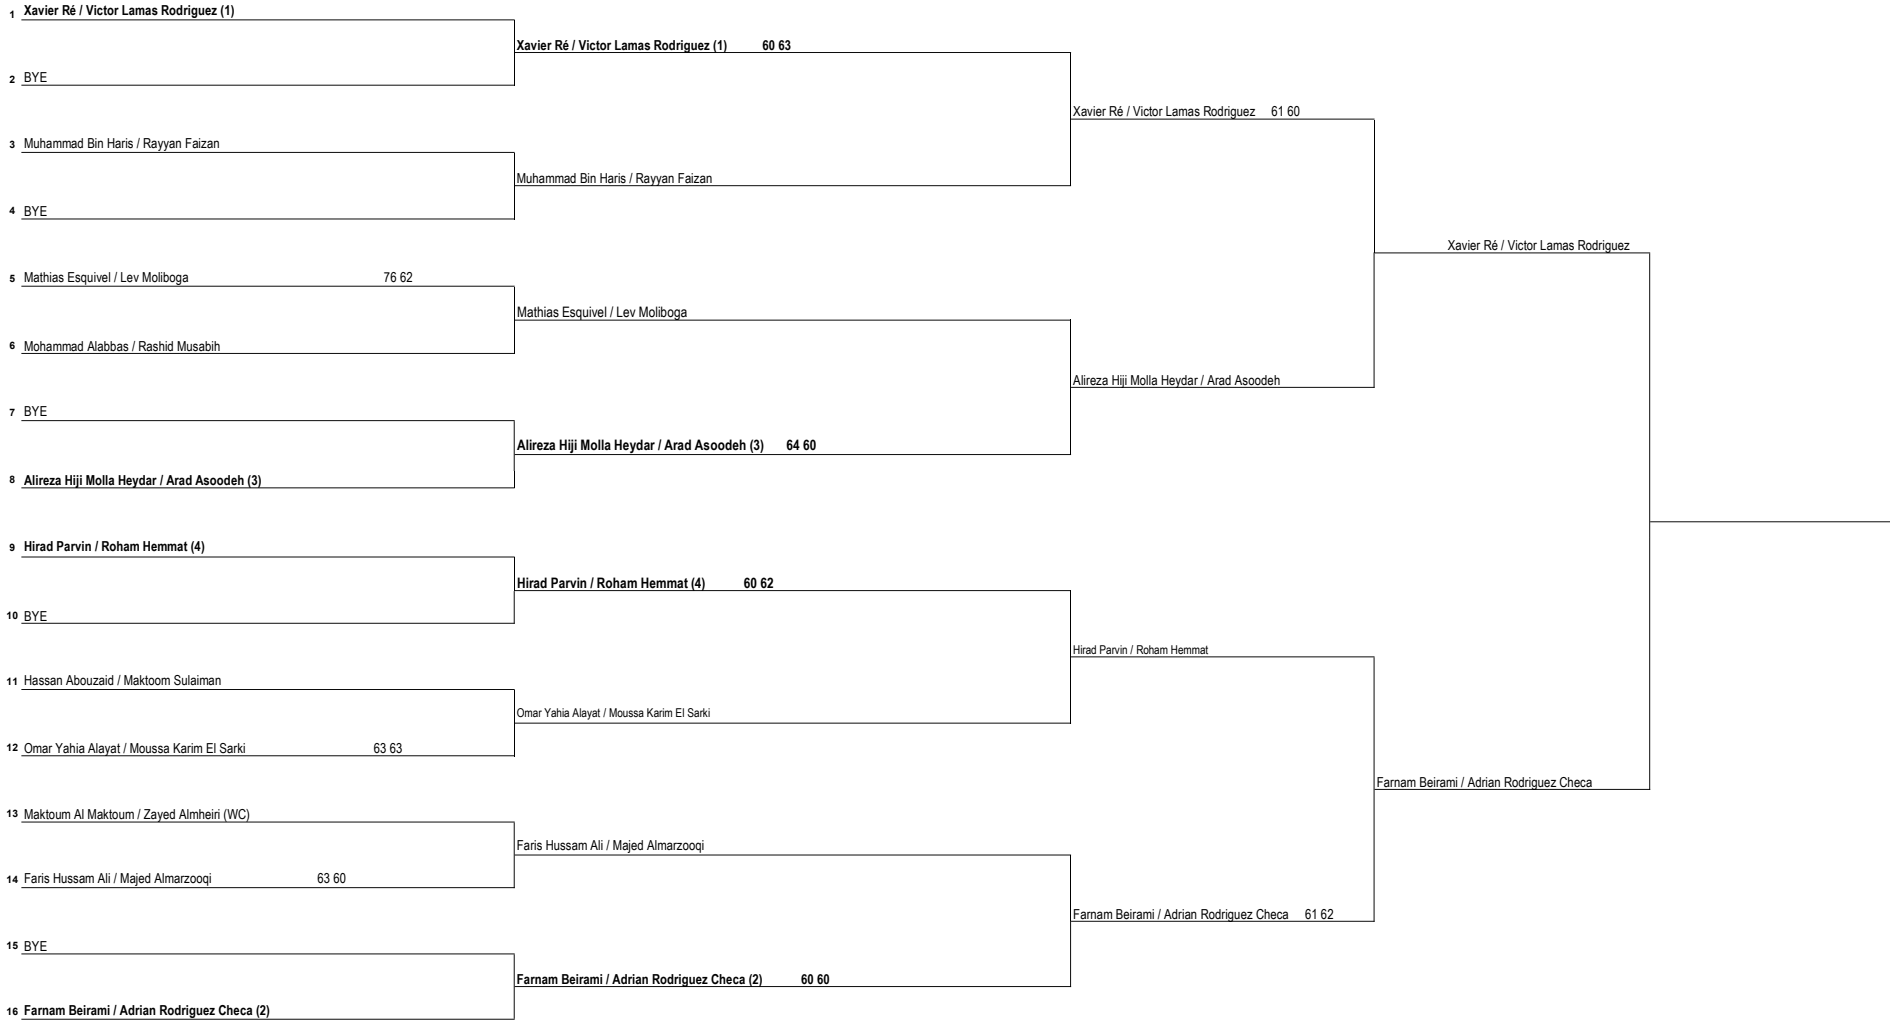 1 Xavier Ré / Victor Lamas Rodriguez (1)
Xavier Ré / Victor Lamas Rodriguez (1) 60 63
2 BYE
Xavier Ré / Victor Lamas Rodriguez 61 60
3 Muhammad Bin Haris / Rayyan Faizan
Muhammad Bin Haris / Rayyan Faizan
4 BYE
Xavier Ré / Victor Lamas Rodriguez
5 Mathias Esquivel / Lev Moliboga 76 62
Mathias Esquivel / Lev Moliboga
6 Mohammad Alabbas / Rashid Musabih
Alireza Hiji Molla Heydar / Arad Asoodeh
7 BYE
Alireza Hiji Molla Heydar / Arad Asoodeh (3) 64 60
8 Alireza Hiji Molla Heydar / Arad Asoodeh (3)
9 Hirad Parvin / Roham Hemmat (4)
Hirad Parvin / Roham Hemmat (4) 60 62
10 BYE
Hirad Parvin / Roham Hemmat
11 Hassan Abouzaid / Maktoom Sulaiman
Omar Yahia Alayat / Moussa Karim El Sarki
12 Omar Yahia Alayat / Moussa Karim El Sarki 63 63
Farnam Beirami / Adrian Rodriguez Checa
13 Maktoum Al Maktoum / Zayed Almheiri (WC)
Faris Hussam Ali / Majed Almarzooqi
14 Faris Hussam Ali / Majed Almarzooqi 63 60
Farnam Beirami / Adrian Rodriguez Checa 61 62
15 BYE
Farnam Beirami / Adrian Rodriguez Checa (2) 60 60
16 Farnam Beirami / Adrian Rodriguez Checa (2)